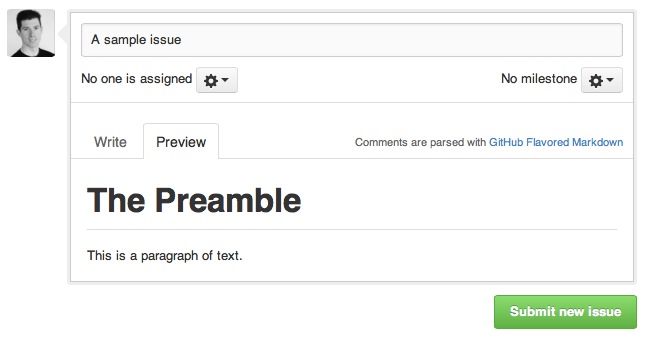 A sample issue
No one is assigned No milestone
Write Preview Comments are parsed with GitHub Flavored Markdown
The Preamble
This is a paragraph of text.
Submit new issue